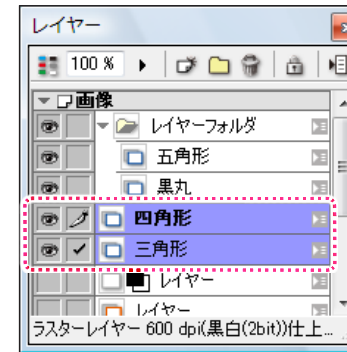 レイヤー
100 %
画像
レイヤーフォルダ
五角形
黒丸
四角形
三角形
レイヤー
レイヤー
ラスターレイヤー 600 dpi(黒白(2bit))仕上...